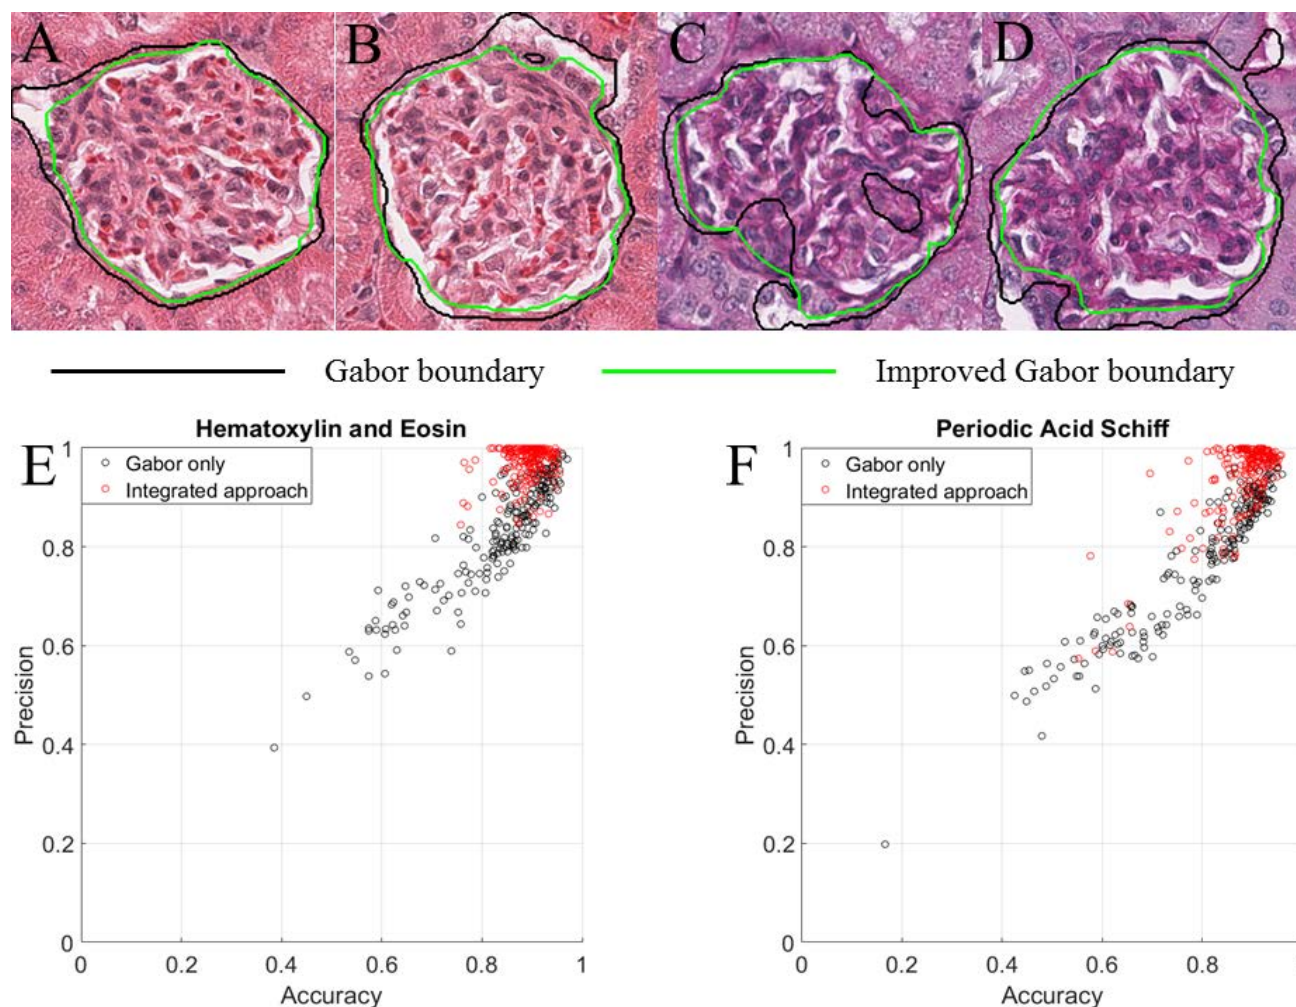 A B C D
Gabor boundary Improved Gabor boundary
E Hematoxylin and Eosin
Gabor only
Integrated approach
1
0.8
0.6
0.4
0.2
0
Precision
0 0.2 0.4 0.6 0.8 1
Accuracy
F Periodic Acid Schiff
Gabor only
Integrated approach
1
0.8
0.6
0.4
0.2
0
Precision
0 0.2 0.4 0.6 0.8
Accuracy